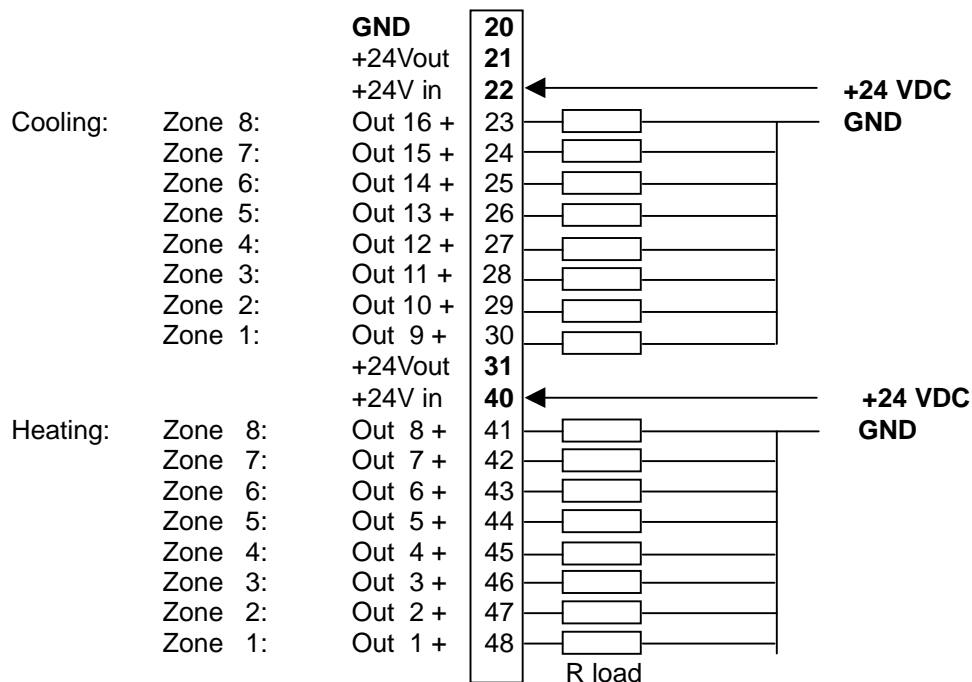 GND 20
+24Vout 21
+24V in 22 +24 VDC
Cooling: Zone 8: Out 16 + 23 GND
Zone 7: Out 15 + 24
Zone 6: Out 14 + 25
Zone 5: Out 13 + 26
Zone 4: Out 12 + 27
Zone 3: Out 11 + 28
Zone 2: Out 10 + 29
Zone 1: Out 9 + 30
+24Vout 31
+24V in 40 +24 VDC
Heating: Zone 8: Out 8 + 41 GND
Zone 7: Out 7 + 42
Zone 6: Out 6 + 43
Zone 5: Out 5 + 44
Zone 4: Out 4 + 45
Zone 3: Out 3 + 46
Zone 2: Out 2 + 47
Zone 1: Out 1 + 48
R load